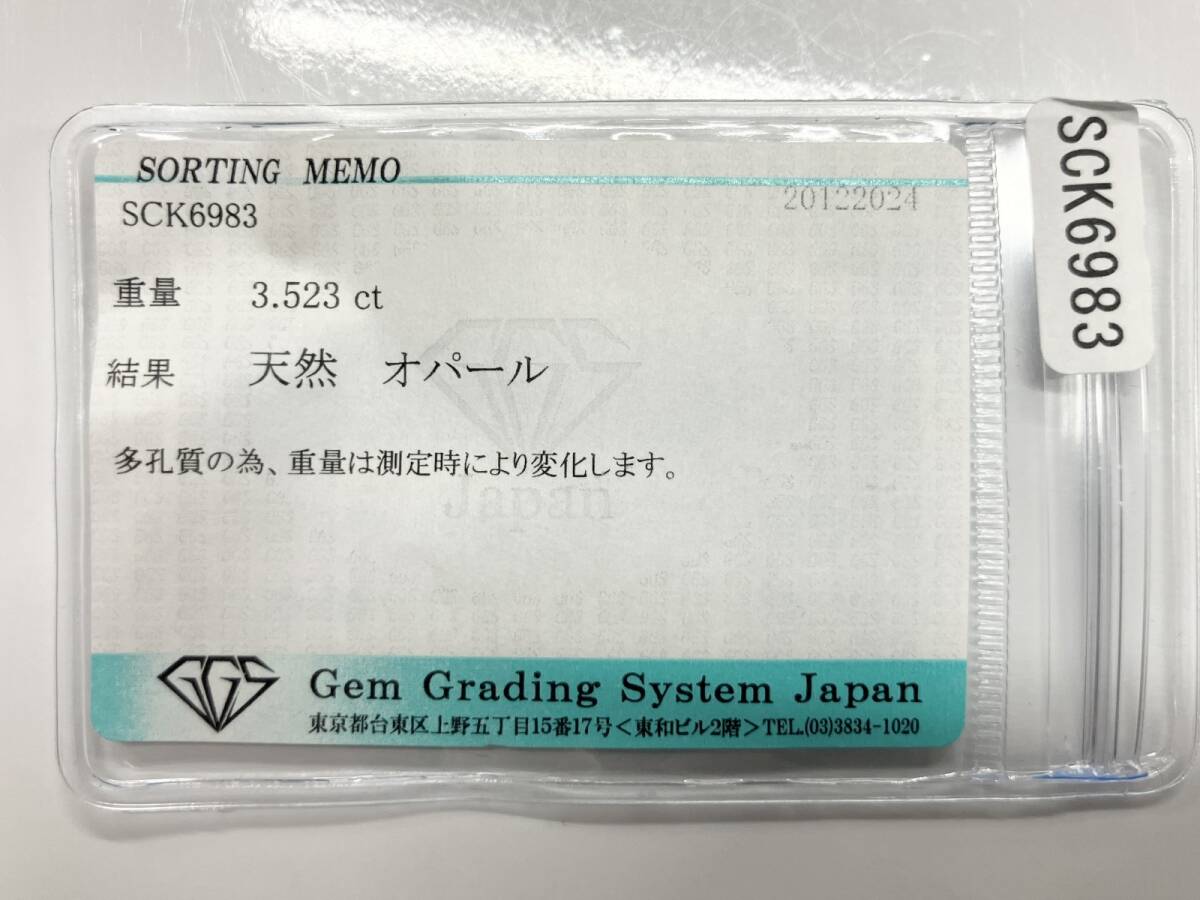 SORTING MEMO
SCK6983
20122024
重量 3.523 ct
結果 天然 オパール
多孔質の為、重量は測定時により変化します。
Japan
GGS
Gem Grading System Japan
東京都台東区上野五丁目15番17号<東和ビル2階>TEL.(03)3834-1020
SCK6983